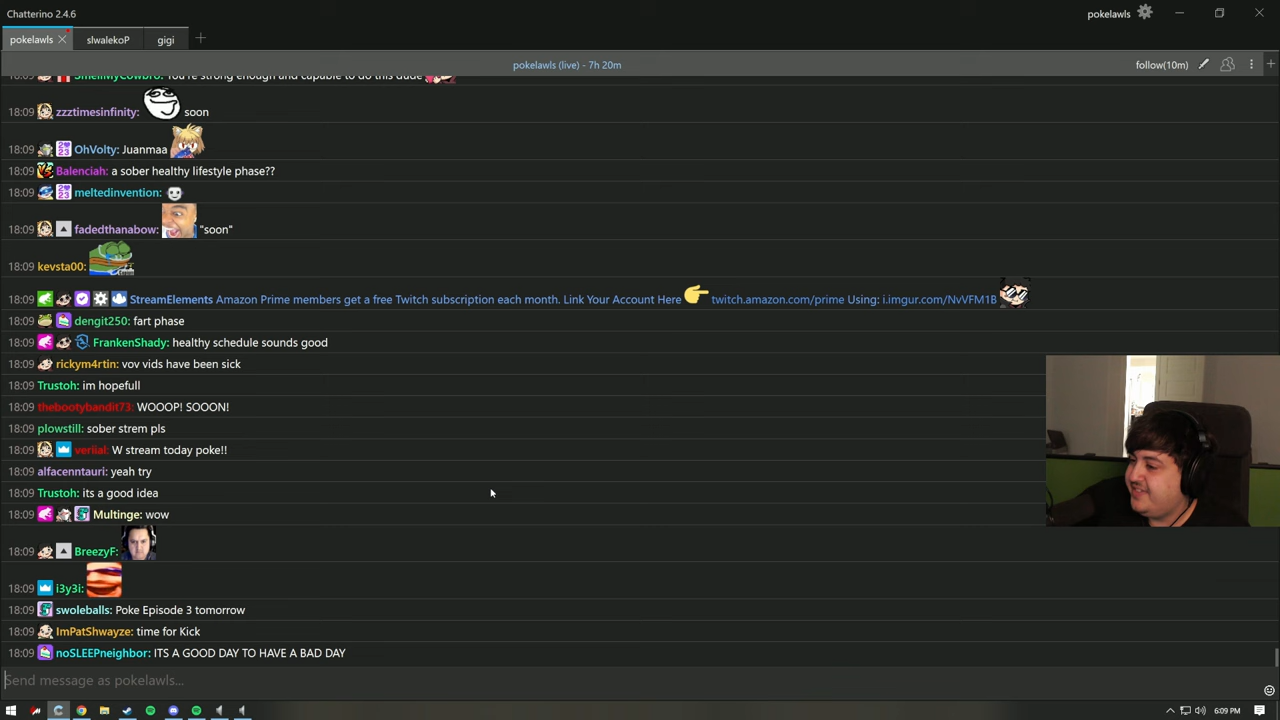 Chatterino 2.4.6
pokelawls
pokelawls
slwalekoP
gigi
pokelawls (live) - 7h 20m
follow(10m)
18:09 SmellMyCowbro: You're strong enough and capable to do this dude
18:09 zzztimesinfinity: soon
18:09 OhVolty: Juanmaa
18:09 Balenciah: a sober healthy lifestyle phase??
18:09 meltedinvention:
18:09 fadedthanabow: "soon"
18:09 kevsta00:
18:09 StreamElements Amazon Prime members get a free Twitch subscription each month. Link Your Account Here twitch.amazon.com/prime Using: i.imgur.com/NvVFM1B
18:09 dengit250: fart phase
18:09 FrankenShady: healthy schedule sounds good
18:09 rickym4rtin: vov vids have been sick
18:09 Trustoh: im hopefull
18:09 thebootybandit73: WOOOP! SOOON!
18:09 plowstill: sober strem pls
18:09 veriial: W stream today poke!!
18:09 alfacenntauri: yeah try
18:09 Trustoh: its a good idea
18:09 Multinge: wow
18:09 BreezyF:
18:09 i3y3i:
18:09 swoleballs: Poke Episode 3 tomorrow
18:09 ImPatShwayze: time for Kick
18:09 noSLEEPneighbor: ITS A GOOD DAY TO HAVE A BAD DAY
Send message as pokelawls...
6:09 PM